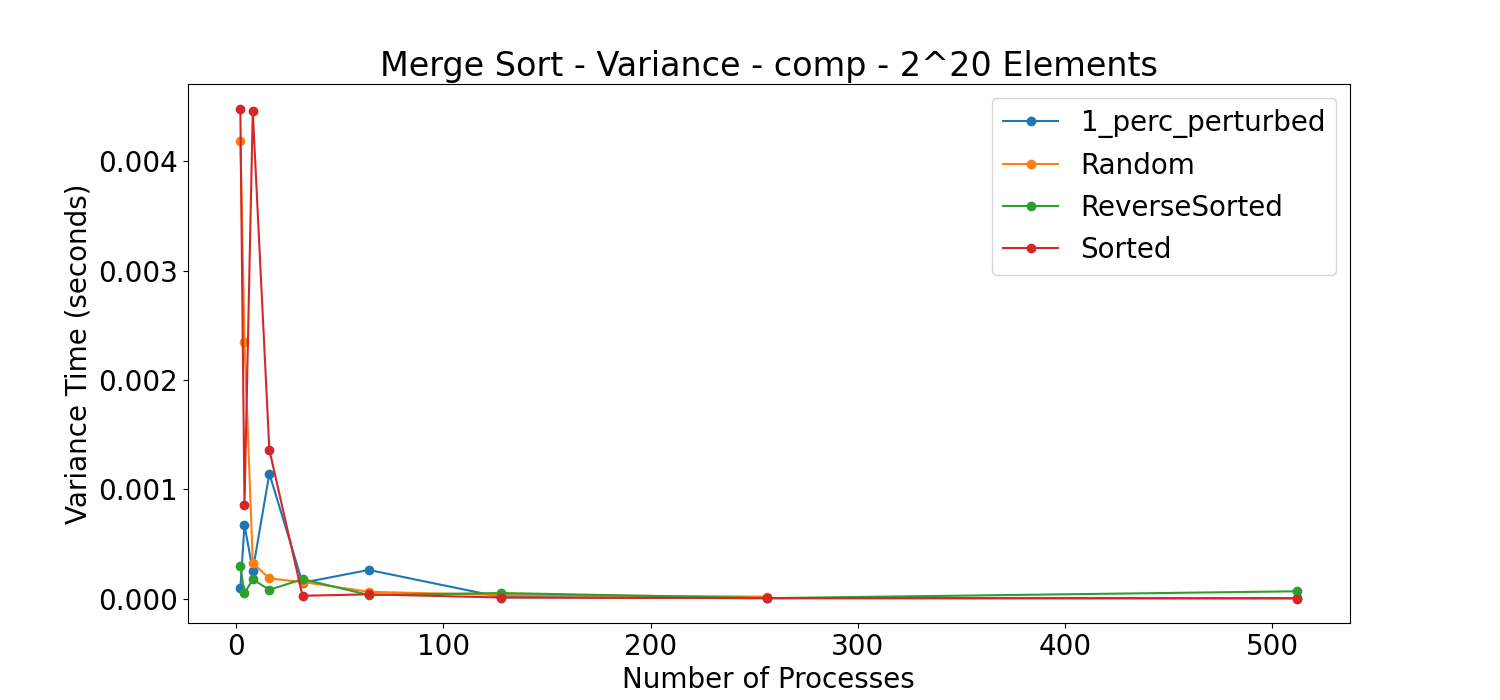 Merge Sort - Variance - comp - 2^20 Elements
Variance Time (seconds)
0.004
0.003
0.002
0.001
0.000
1_perc_perturbed
Random
ReverseSorted
Sorted
0 100 200 300 400 500
Number of Processes